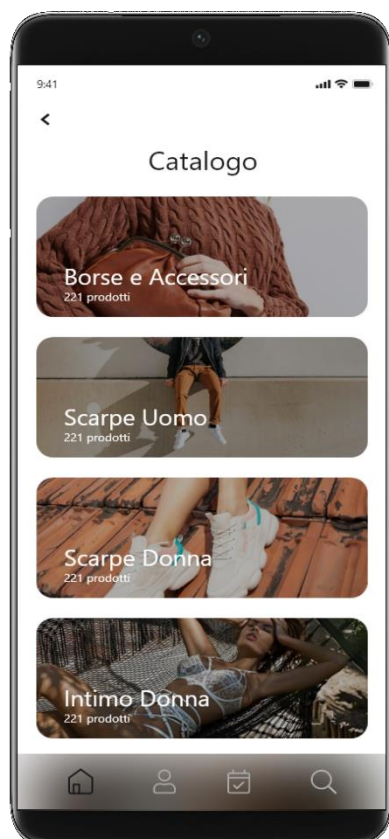 9:41
Catalogo
Borse e Accessori
221 prodotti
Scarpe Uomo
221 prodotti
Scarpe Donna
221 prodotti
Intimo Donna
221 prodotti